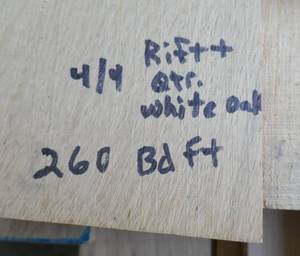 Rift +
4/4 Qtr.
White Oak
260 Bd Ft